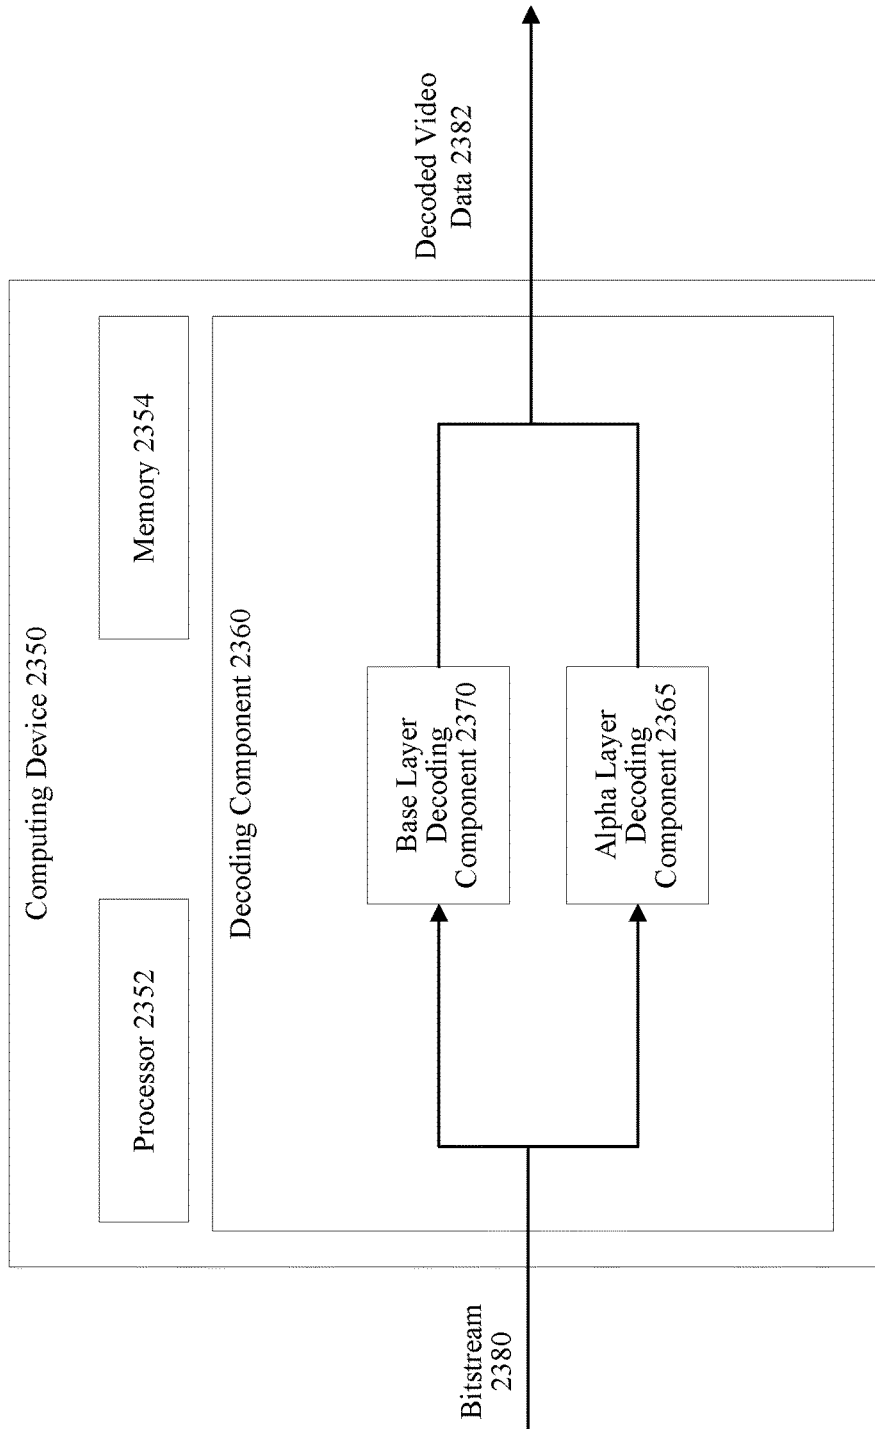 Computing Device 2350
Processor 2352
Memory 2354
Decoding Component 2360
Bitstream
2380
Base Layer
Decoding
Component 2370
Alpha Layer
Decoding
Component 2365
Decoded Video
Data 2382